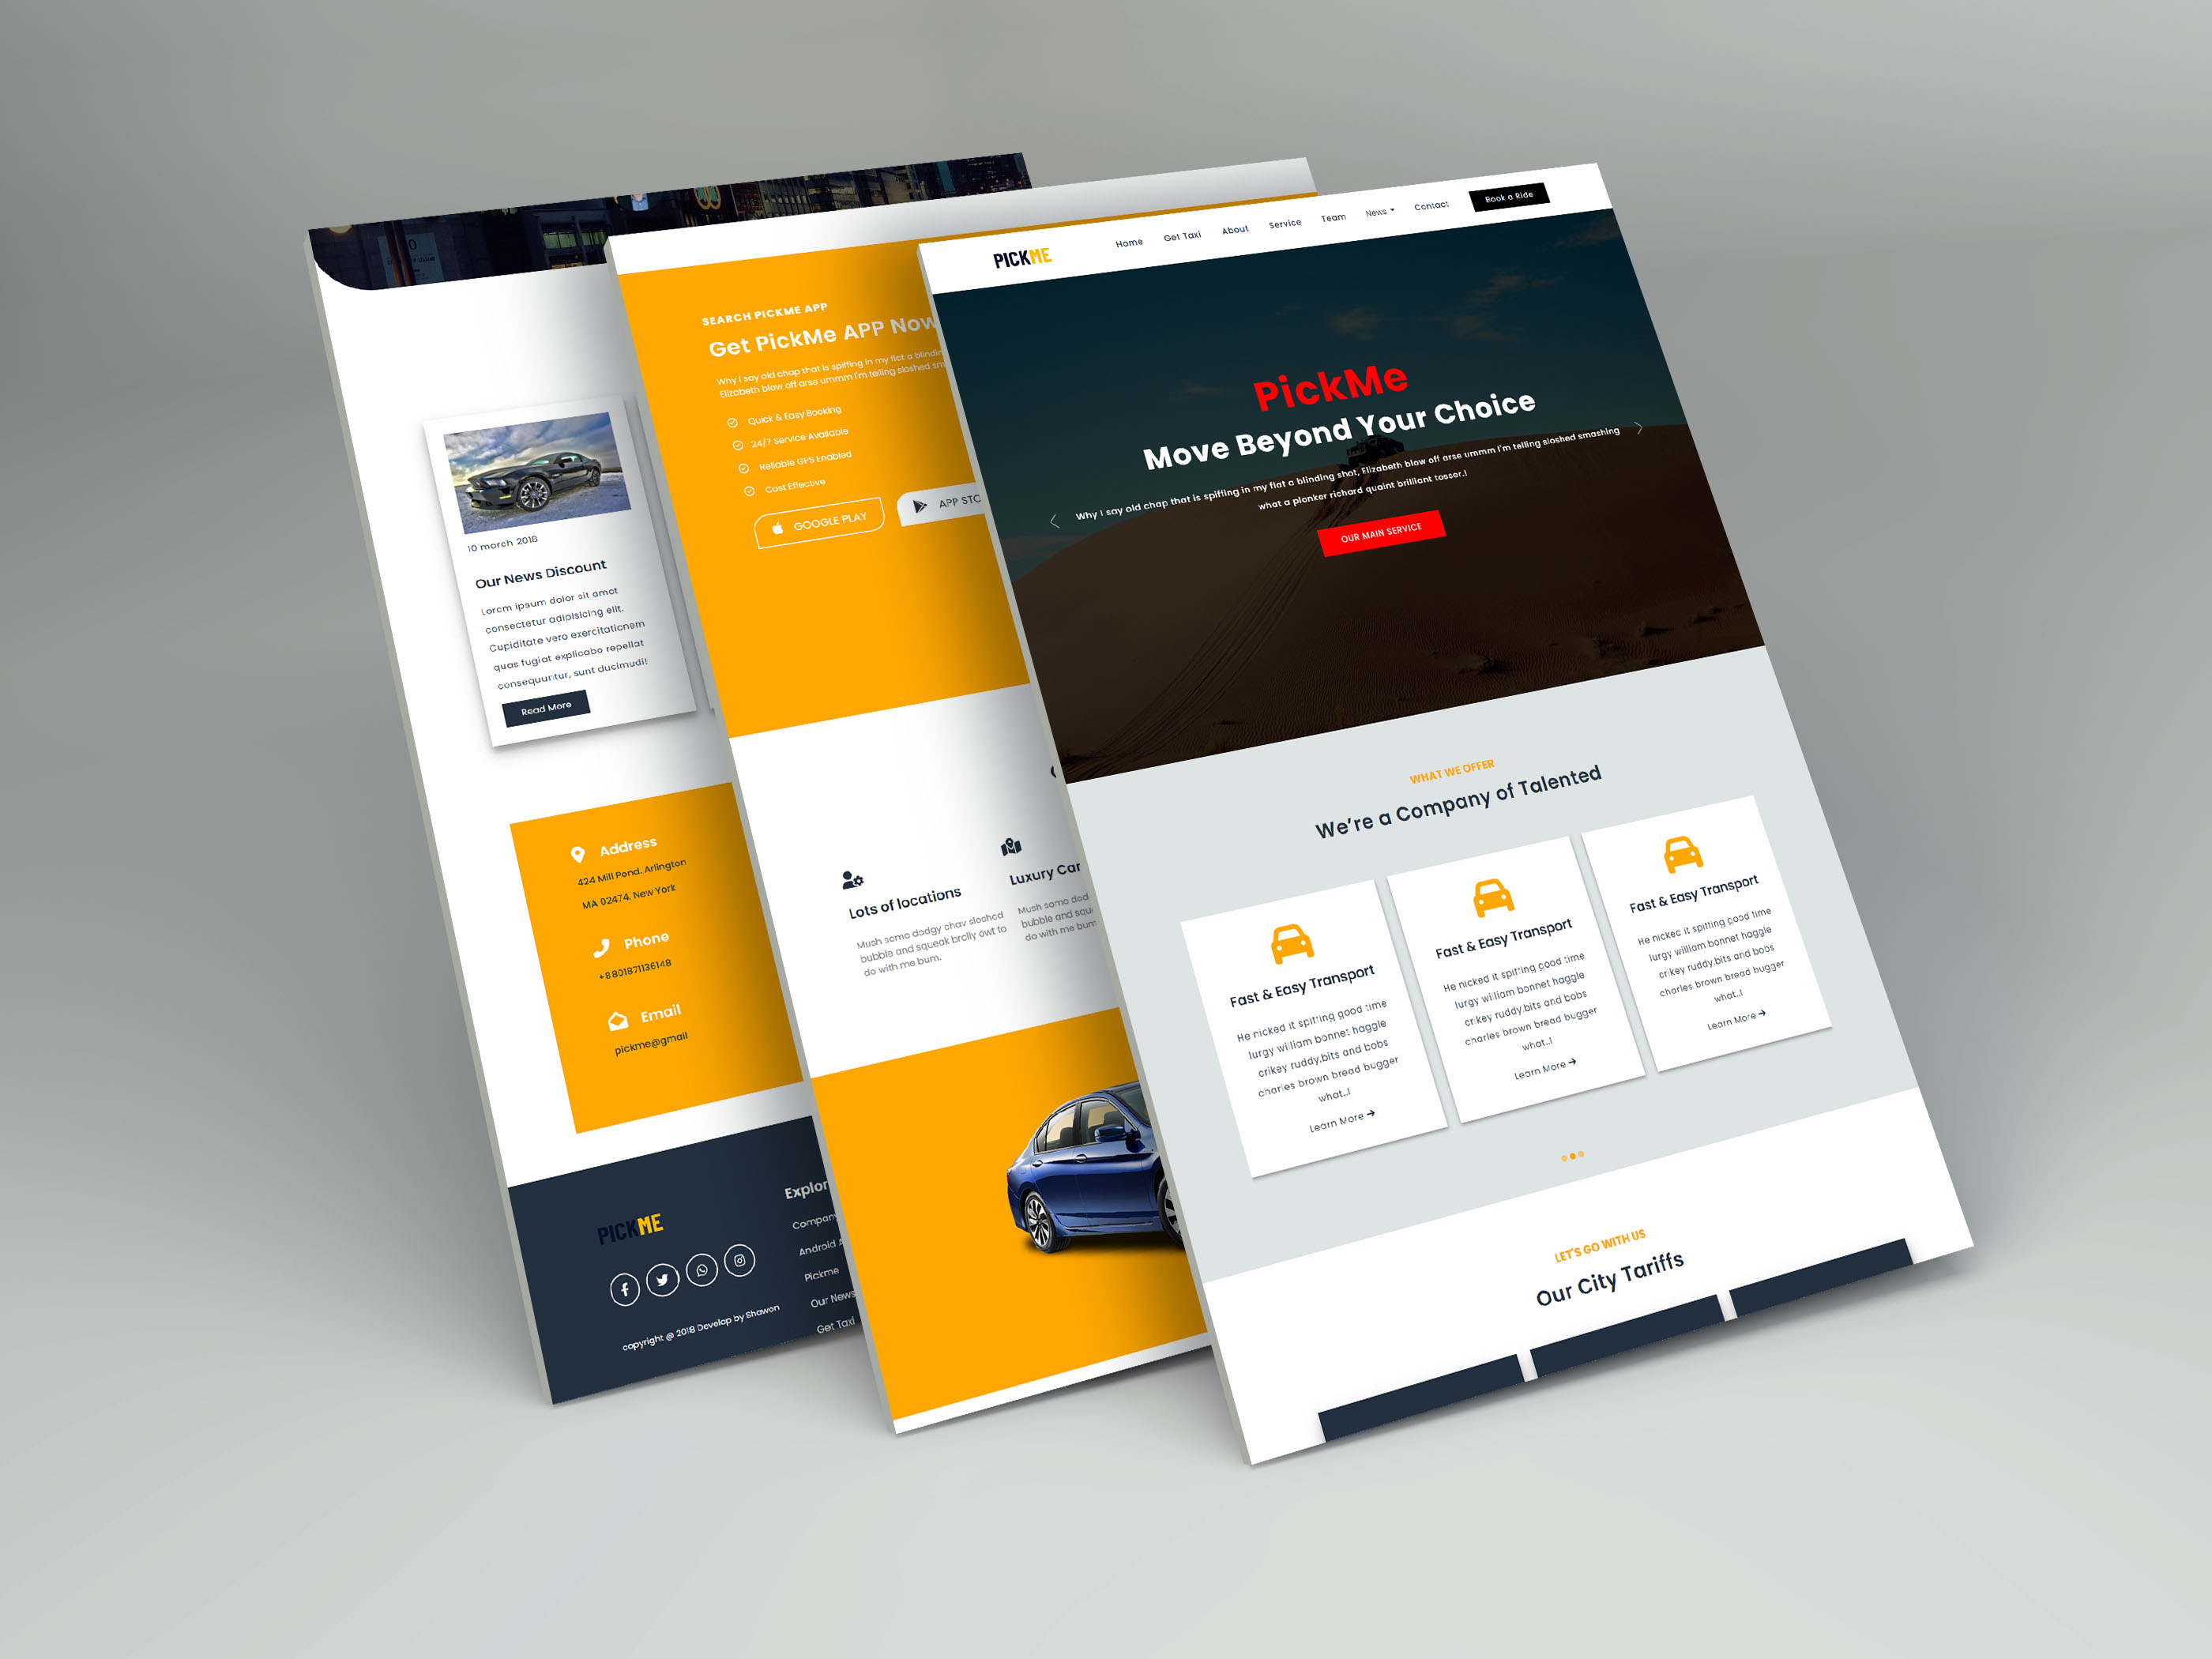 10 march 2018
Our News Discount
Lorem ipsum dolor sit amet
consectetur adipisicing elit.
Cupiditate vero exercitationem
quas fugiat explicabo repellat
consequuntur, sunt ducimudi!
Read More
Address
424 Mill Pond, Arlington
MA 02474, New York
Phone
+8801871136148
Email
pickme@gmail
PICKME
copyright @ 2018 Develop by Shawon
Explor
Company
Android A
Pickme
Our News
Get Taxi
SEARCH PICKME APP
Get PickMe APP Now
Why I say old chap that is spiffing in my flat a blindin
Elizabeth blow off arse ummm I'm telling sloshed sm
Quick & Easy Booking
24/7 Service Available
Reliable GPS Enabled
Cost Effective
GOOGLE PLAY
APP STO
Lots of locations
Mush some dodgy chav sloshed
bubble and squeak brolly owt to
do with me bum.
Luxury Car
Mush some dod
bubble and squ
do with me bum
PICKME
Home Get Taxi About Service Team News Contact Book a Ride
PickMe
Move Beyond Your Choice
Why I say old chap that is spiffing in my flat a blinding shot, Elizabeth blow off arse ummm I'm telling sloshed smashing
what a plonker richard quaint brilliant tosser.!
OUR MAIN SERVICE
WHAT WE OFFER
We're a Company of Talented
Fast & Easy Transport
He nicked it spiffing good time
lurgy william bonnet haggle
crikey ruddy.bits and bobs
charles brown bread bugger
what..!
Learn More
Fast & Easy Transport
He nicked it spiffing good time
lurgy william bonnet haggle
crikey ruddy.bits and bobs
charles brown bread bugger
what..!
Learn More
Fast & Easy Transport
He nicked it spiffing good time
lurgy william bonnet haggle
crikey ruddy.bits and bobs
charles brown bread bugger
what..!
Learn More
LET'S GO WITH US
Our City Tariffs